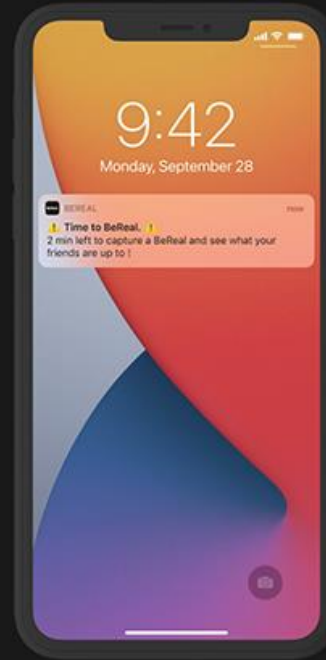 9:42
Monday, September 28
BEREAL
now
⚠️ Time to BeReal. ⚠️
2 min left to capture a BeReal and see what your
friends are up to !